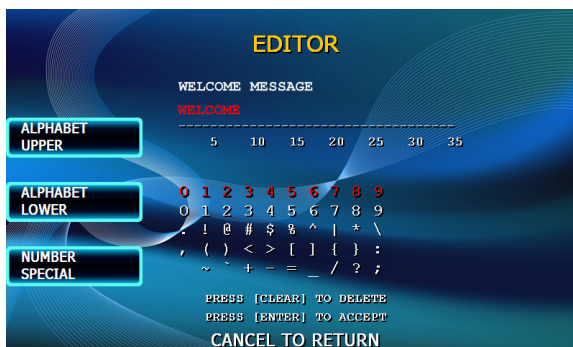 EDITOR
WELCOME MESSAGE
WELCOME
-----------------------------------
5 10 15 20 25 30 35
ALPHABET
UPPER
ALPHABET
LOWER
NUMBER
SPECIAL
0 1 2 3 4 5 6 7 8 9
0 1 2 3 4 5 6 7 8 9
. ! @ # $ % ^ | * \
, ( ) < > [ ] { } :
~ ` + - = _ / ? ;
PRESS [CLEAR] TO DELETE
PRESS [ENTER] TO ACCEPT
CANCEL TO RETURN